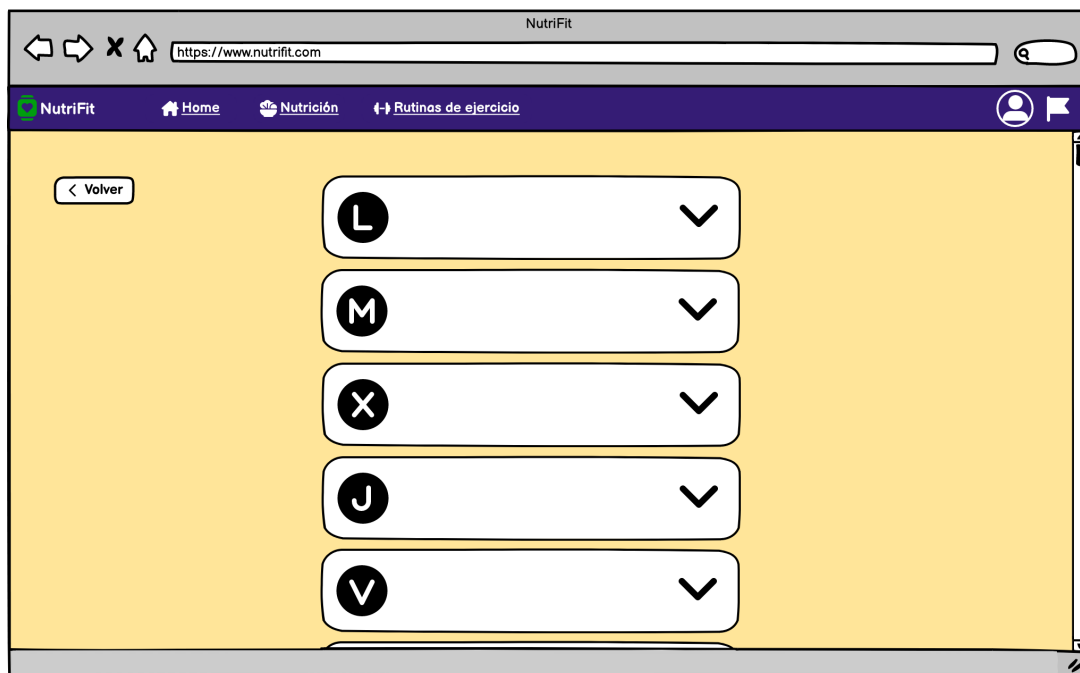 NutriFit
https://www.nutrifit.com
NutriFit Home Nutrición Rutinas de ejercicio
Volver
L
M
X
J
V